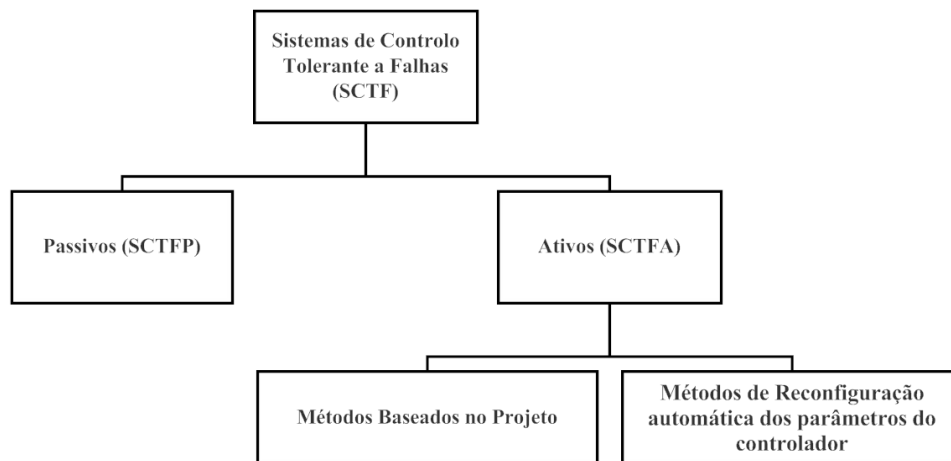 Sistemas de Controlo
Tolerante a Falhas
(SCTF)
Passivos (SCTFP)
Ativos (SCTFA)
Métodos Baseados no Projeto
Métodos de Reconfiguração
automática dos parâmetros do
controlador